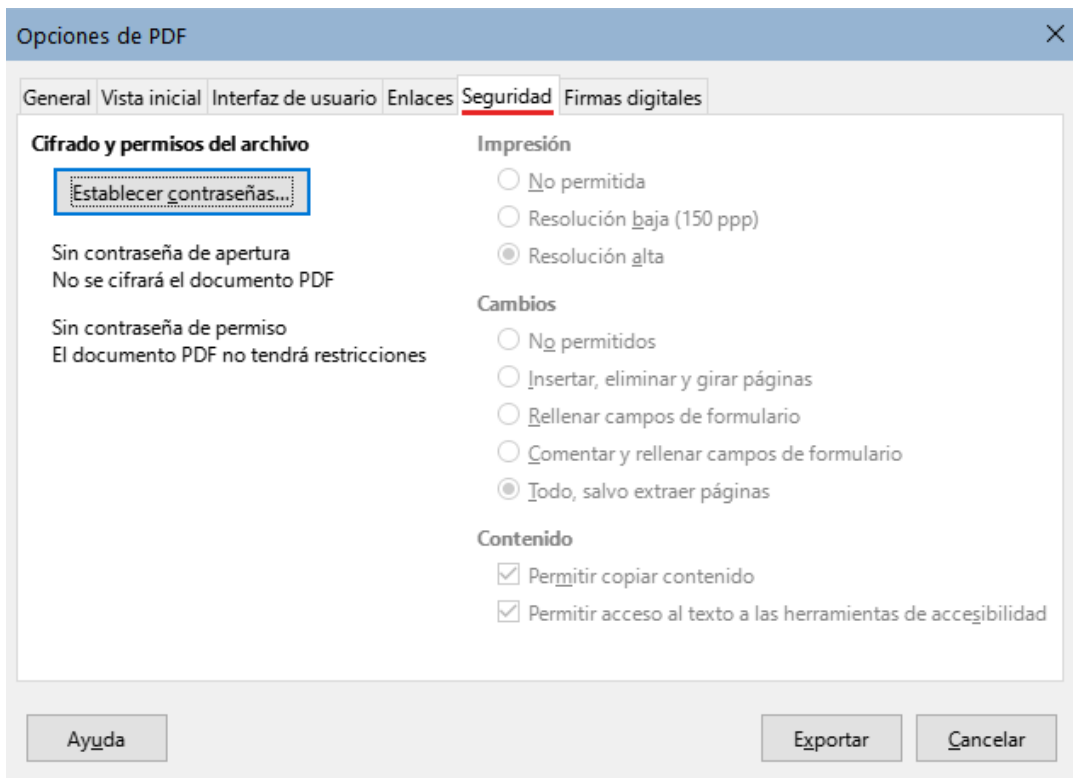 Opciones de PDF
General Vista inicial Interfaz de usuario Enlaces Seguridad Firmas digitales
Cifrado y permisos del archivo
Establecer contraseñas...
Sin contraseña de apertura
No se cifrará el documento PDF
Sin contraseña de permiso
El documento PDF no tendrá restricciones
Impresión
No permitida
Resolución baja (150 ppp)
Resolución alta
Cambios
No permitidos
Insertar, eliminar y girar páginas
Rellenar campos de formulario
Comentar y rellenar campos de formulario
Todo, salvo extraer páginas
Contenido
Permitir copiar contenido
Permitir acceso al texto a las herramientas de accesibilidad
Ayuda Exportar Cancelar